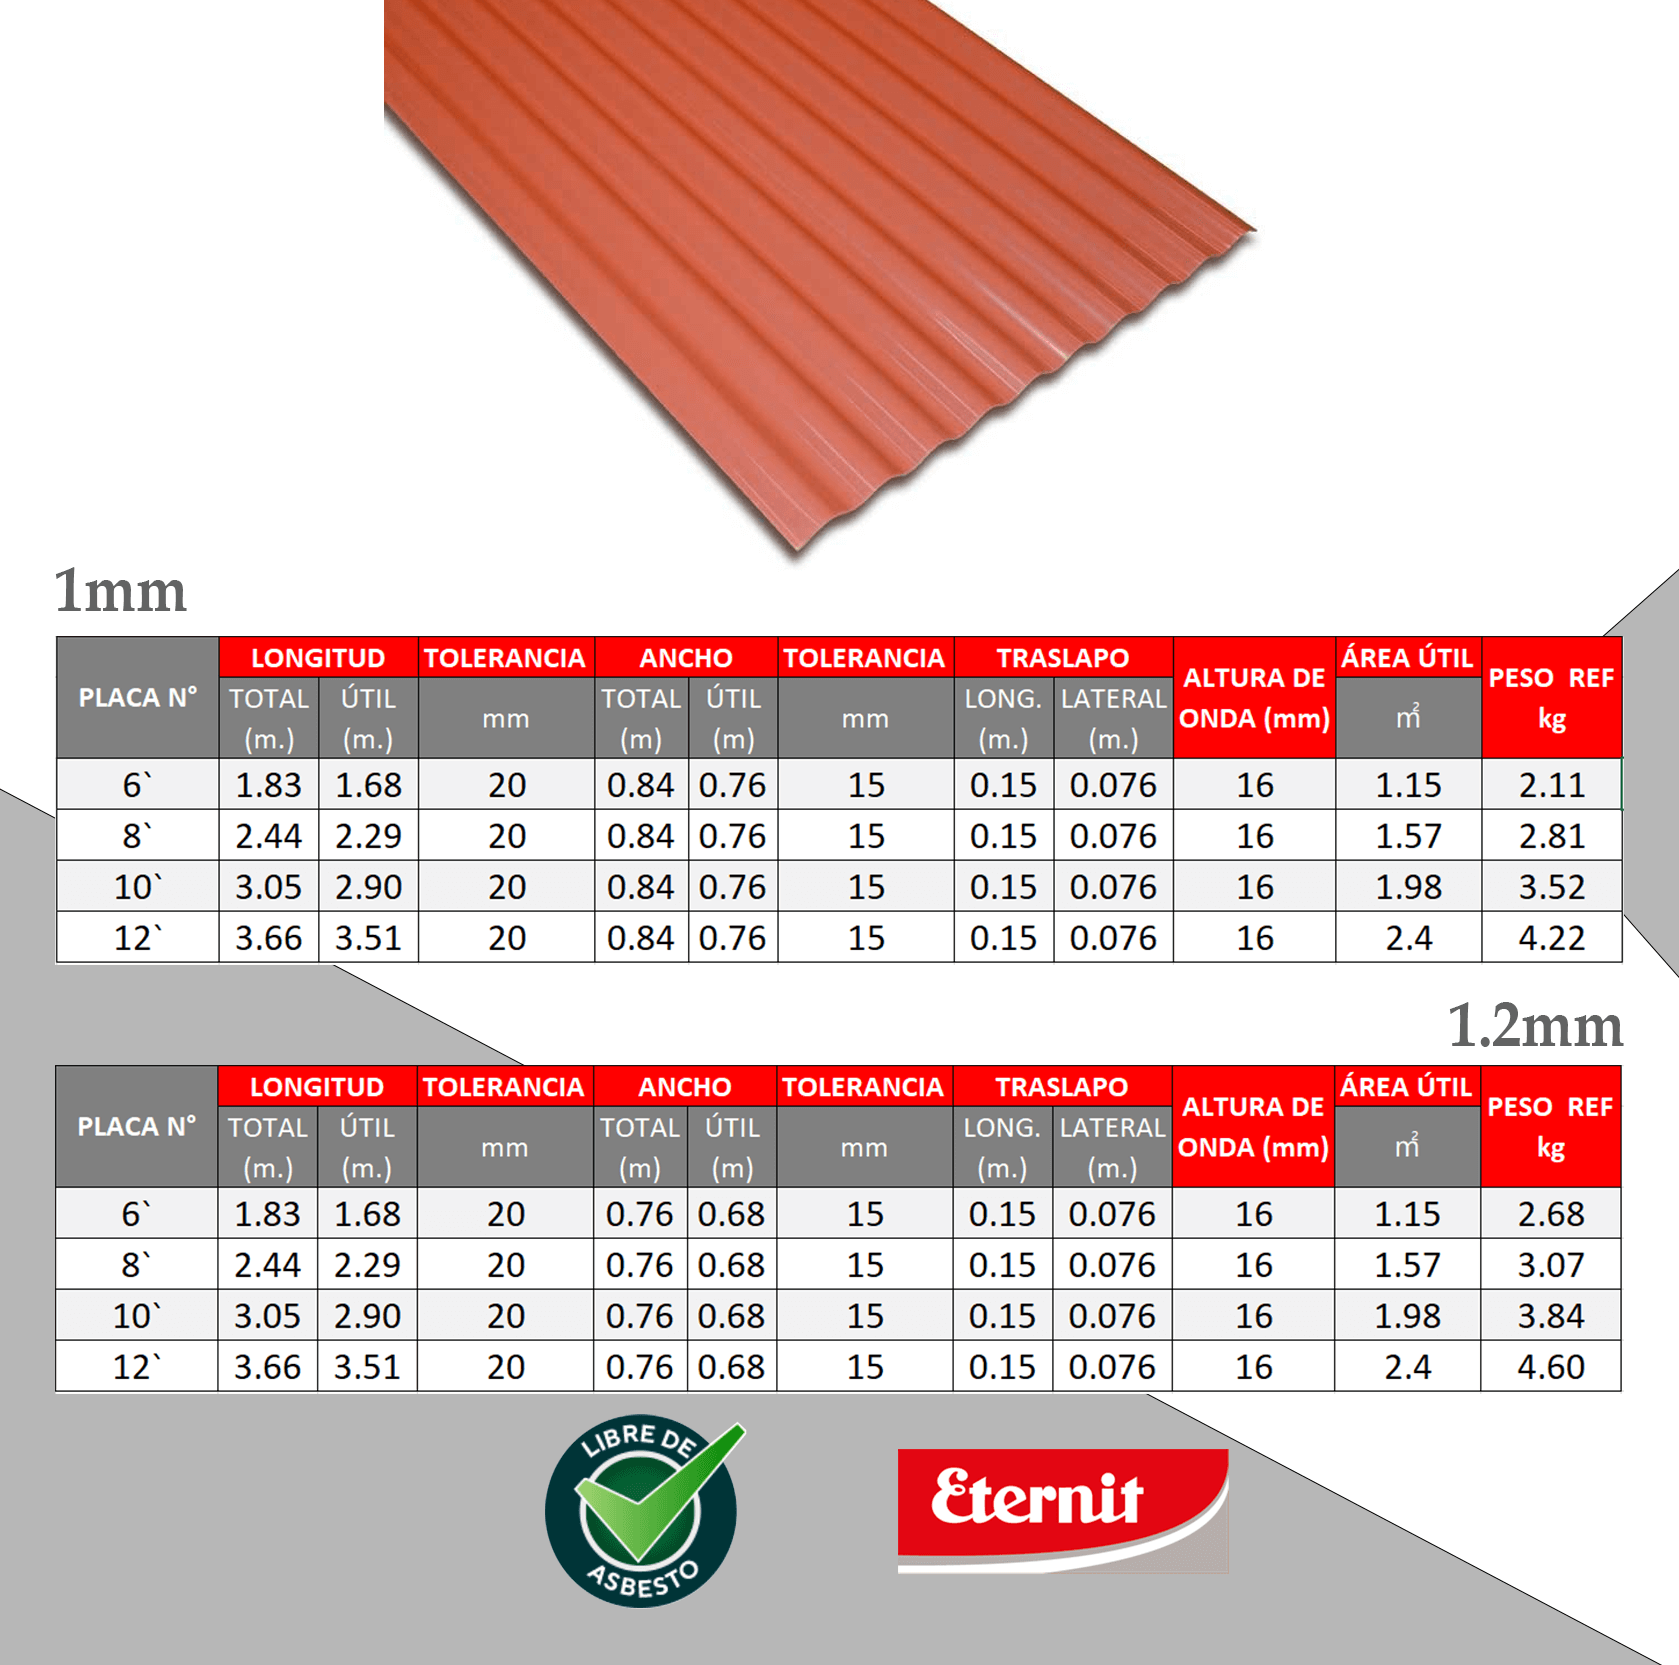 1mm
PLACA N° LONGITUD TOLERANCIA ANCHO TOLERANCIA TRASLAPO ALTURA DE ONDA (mm) ÁREA ÚTIL PESO REF kg
TOTAL (m.) ÚTIL (m.) mm TOTAL (m) ÚTIL (m) mm LONG. (m.) LATERAL (m.) m²
6` 1.83 1.68 20 0.84 0.76 15 0.15 0.076 16 1.15 2.11
8` 2.44 2.29 20 0.84 0.76 15 0.15 0.076 16 1.57 2.81
10` 3.05 2.90 20 0.84 0.76 15 0.15 0.076 16 1.98 3.52
12` 3.66 3.51 20 0.84 0.76 15 0.15 0.076 16 2.4 4.22
1.2mm
PLACA N° LONGITUD TOLERANCIA ANCHO TOLERANCIA TRASLAPO ALTURA DE ONDA (mm) ÁREA ÚTIL PESO REF kg
TOTAL (m.) ÚTIL (m.) mm TOTAL (m) ÚTIL (m) mm LONG. (m.) LATERAL (m.) m²
6` 1.83 1.68 20 0.76 0.68 15 0.15 0.076 16 1.15 2.68
8` 2.44 2.29 20 0.76 0.68 15 0.15 0.076 16 1.57 3.07
10` 3.05 2.90 20 0.76 0.68 15 0.15 0.076 16 1.98 3.84
12` 3.66 3.51 20 0.76 0.68 15 0.15 0.076 16 2.4 4.60
LIBRE DE
ASBESTO
Eternit